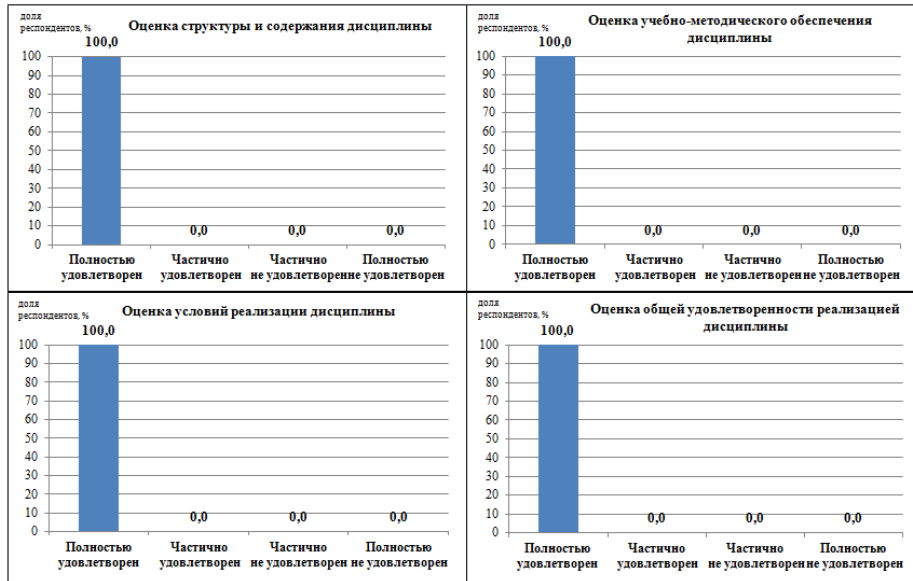 доля
респондентов, %
Оценка структуры и содержания дисциплины
100,0
100
90
80
70
60
50
40
30
20
10
0
0,0 0,0 0,0
Полностью Частично Частично Полностью
удовлетворен удовлетворен не удовлетворен не удовлетворен
доля
респондентов, %
Оценка учебно-методического обеспечения
дисциплины
100,0
100
90
80
70
60
50
40
30
20
10
0
0,0 0,0 0,0
Полностью Частично Частично Полностью
удовлетворен удовлетворен не удовлетворен не удовлетворен
доля
респондентов, %
Оценка условий реализации дисциплины
100,0
100
90
80
70
60
50
40
30
20
10
0
0,0 0,0 0,0
Полностью Частично Частично Полностью
удовлетворен удовлетворен не удовлетворен не удовлетворен
доля
респондентов, %
Оценка общей удовлетворенности реализацией
дисциплины
100,0
100
90
80
70
60
50
40
30
20
10
0
0,0 0,0 0,0
Полностью Частично Частично Полностью
удовлетворен удовлетворен не удовлетворен не удовлетворен